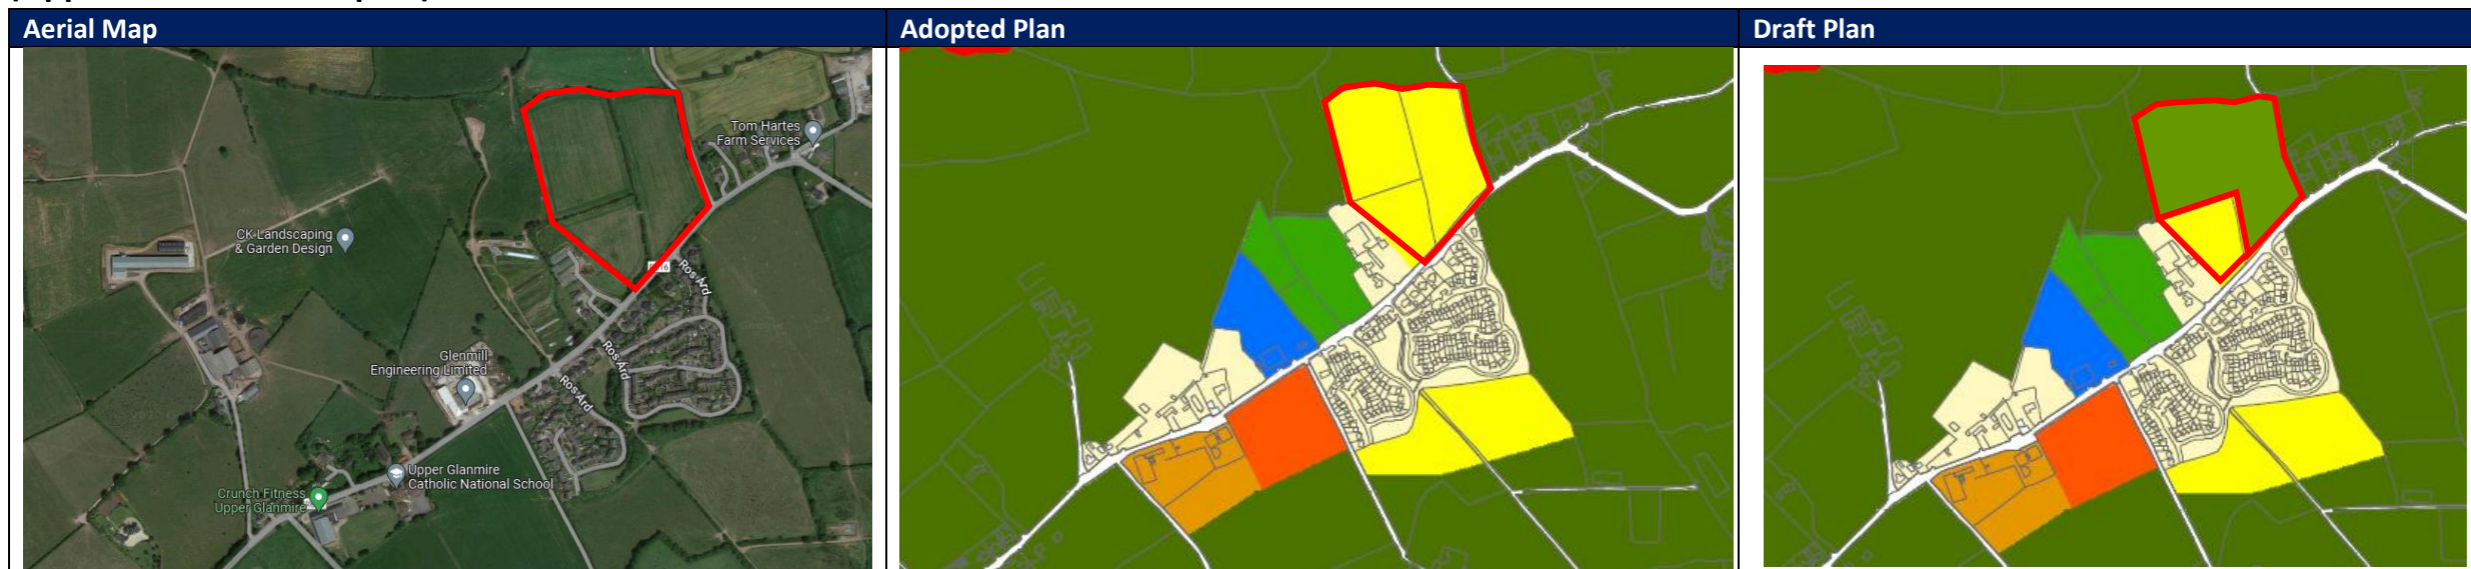 Aerial Map
Adopted Plan
Draft Plan
Tom Hartes
Farm Services
CK Landscaping
& Garden Design
Ros Ard
Glenmill
Engineering Limited
Ros Ard
Ros Ard
Upper Glanmire
Catholic National School
Crunch Fitness
Upper Glanmire